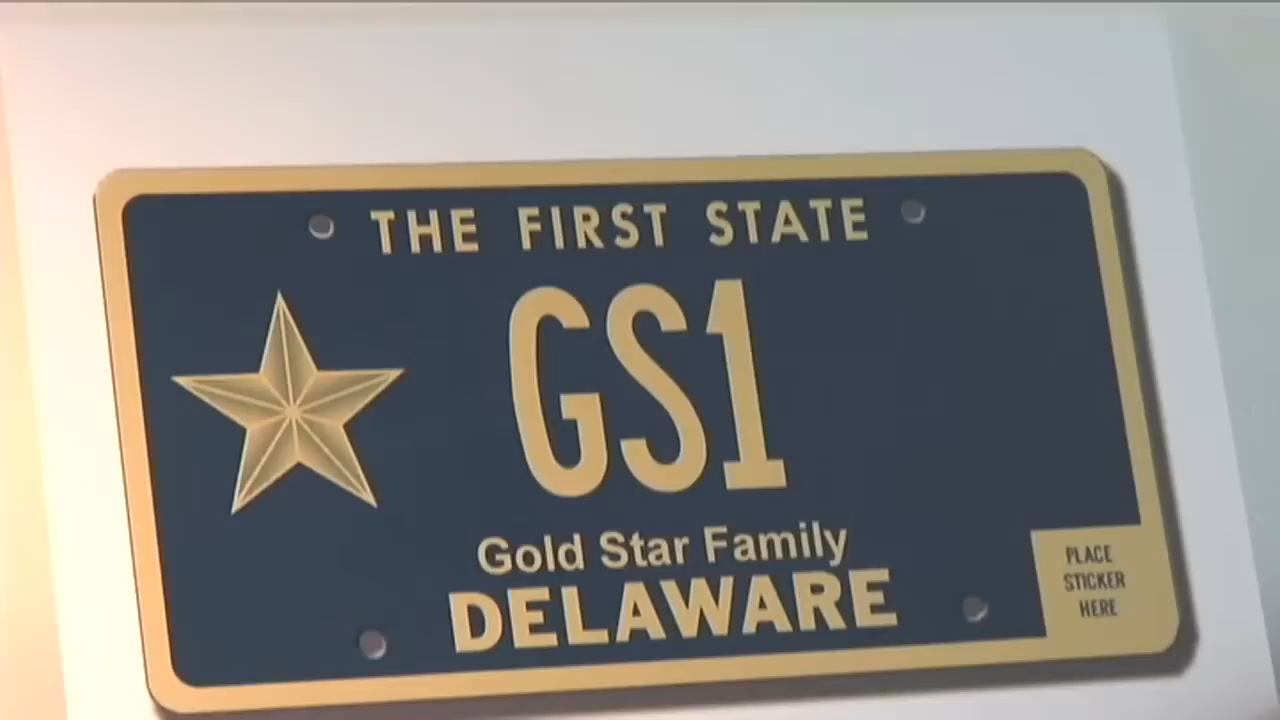 THE FIRST STATE
GS1
Gold Star Family
DELAWARE
PLACE
STICKER
HERE